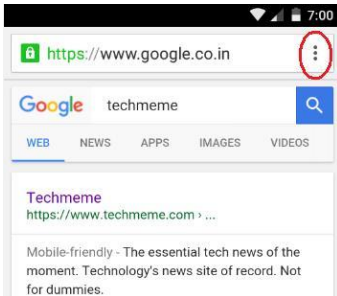 7:00
https://www.google.co.in
Google techmeme
WEB NEWS APPS IMAGES VIDEOS
Techmeme
https://www.techmeme.com › ...
Mobile-friendly - The essential tech news of the
moment. Technology's news site of record. Not
for dummies.